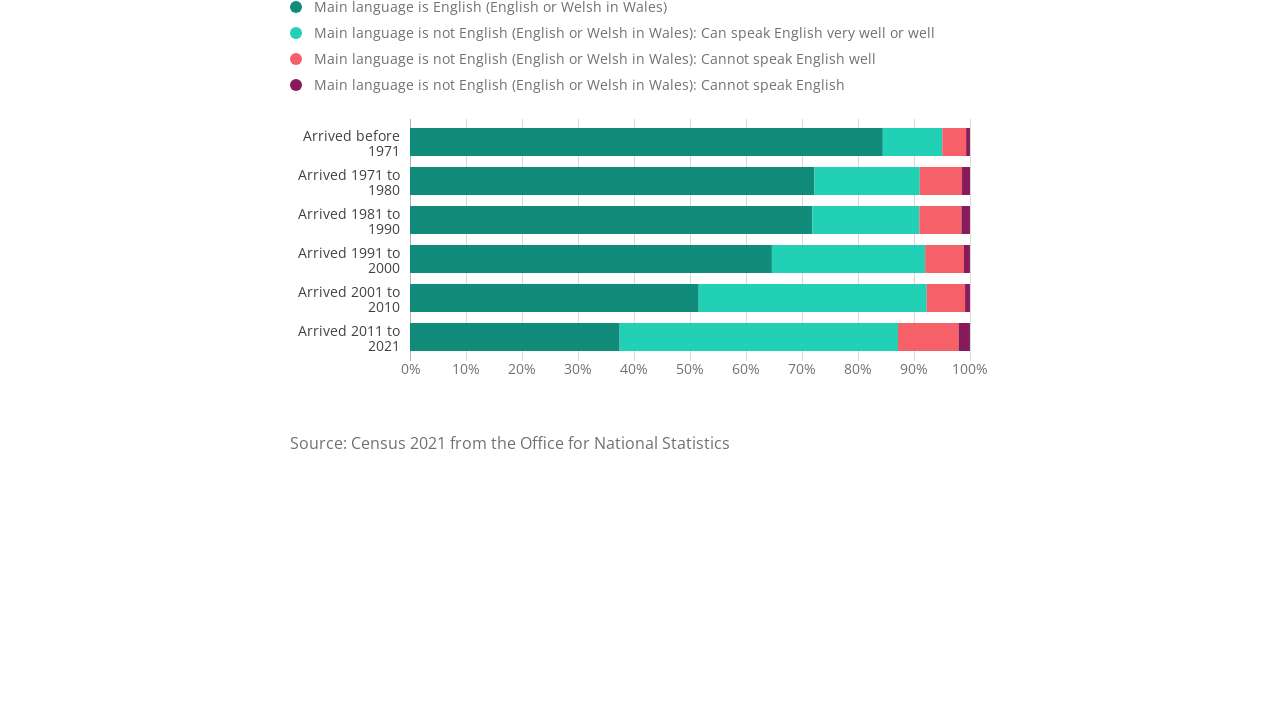 Main language is English (English or Welsh in Wales)
Main language is not English (English or Welsh in Wales): Can speak English very well or well
Main language is not English (English or Welsh in Wales): Cannot speak English well
Main language is not English (English or Welsh in Wales): Cannot speak English
Arrived before
1971
Arrived 1971 to
1980
Arrived 1981 to
1990
Arrived 1991 to
2000
Arrived 2001 to
2010
Arrived 2011 to
2021
0% 10% 20% 30% 40% 50% 60% 70% 80% 90% 100%
Source: Census 2021 from the Office for National Statistics